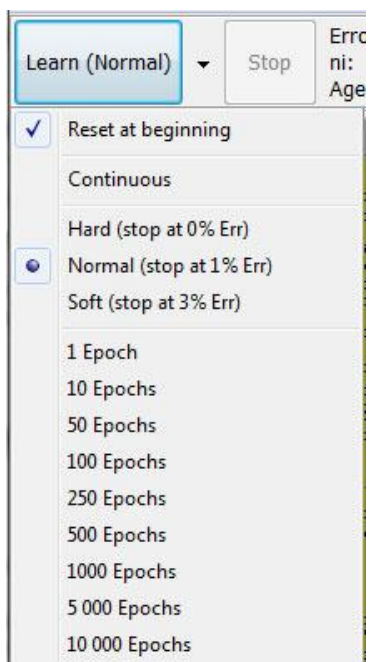 Learn (Normal)
Stop
Erro
ni:
Age
Reset at beginning
Continuous
Hard (stop at 0% Err)
Normal (stop at 1% Err)
Soft (stop at 3% Err)
1 Epoch
10 Epochs
50 Epochs
100 Epochs
250 Epochs
500 Epochs
1000 Epochs
5 000 Epochs
10 000 Epochs